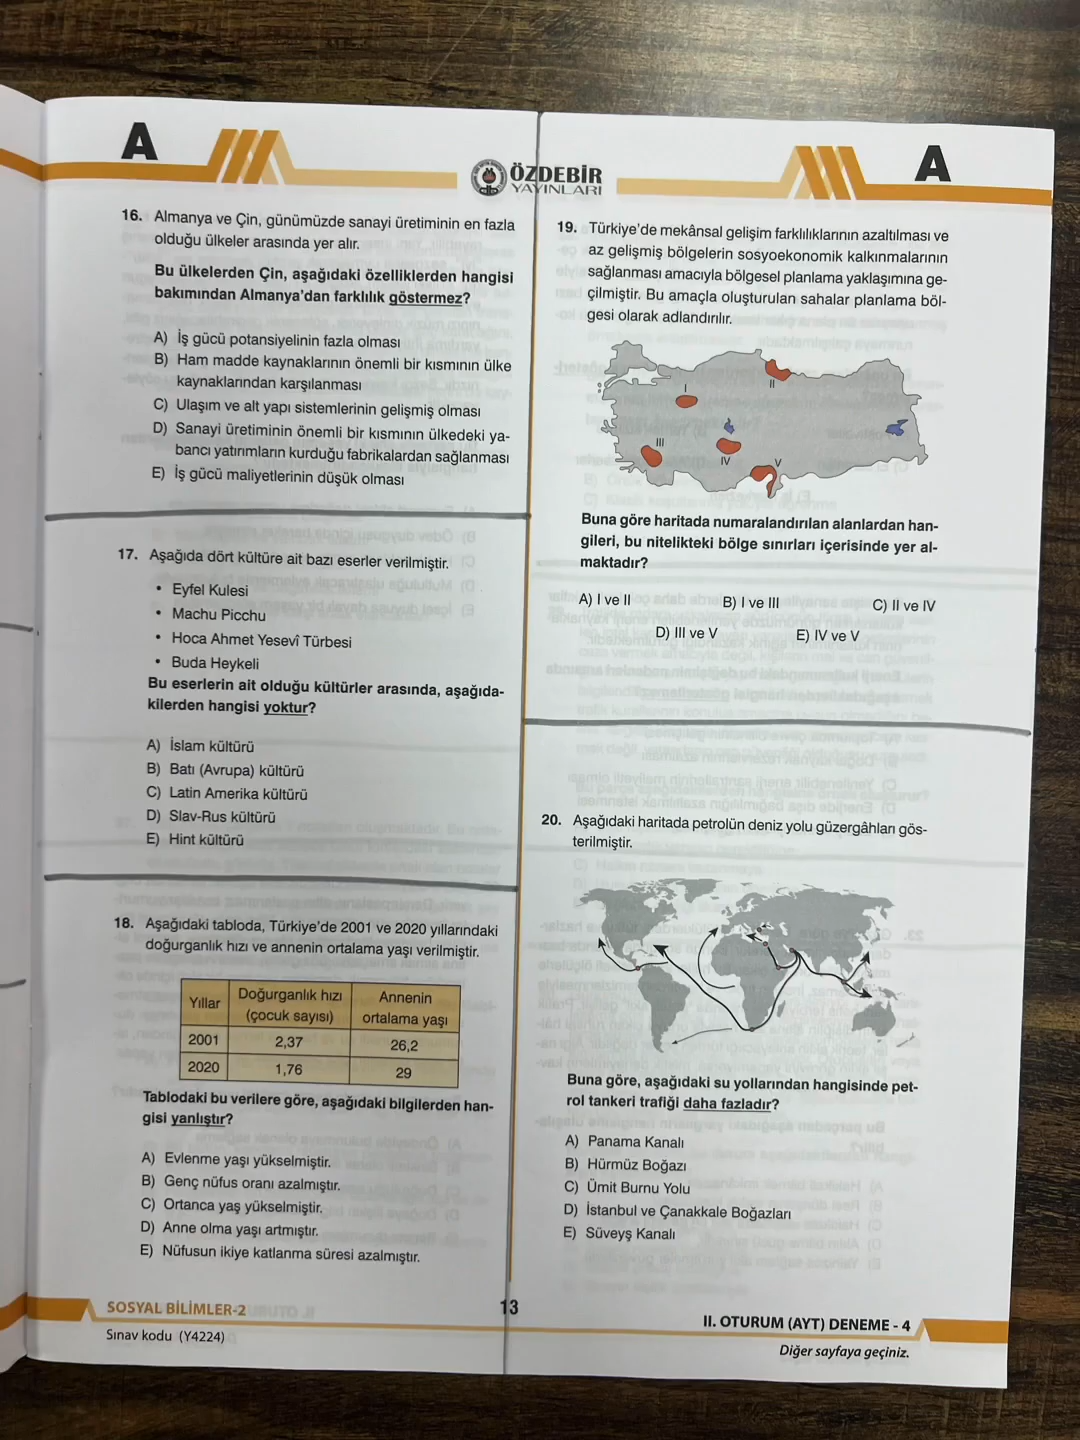 A
A
ÖZDEBİR
YAYINLARI
16. Almanya ve Çin, günümüzde sanayi üretiminin en fazla
olduğu ülkeler arasında yer alır.
Bu ülkelerden Çin, aşağıdaki özelliklerden hangisi
bakımından Almanya'dan farklılık göstermez?
A) İş gücü potansiyelinin fazla olması
B) Ham madde kaynaklarının önemli bir kısmının ülke
kaynaklarından karşılanması
C) Ulaşım ve alt yapı sistemlerinin gelişmiş olması
D) Sanayi üretiminin önemli bir kısmının ülkedeki ya-
bancı yatırımların kurduğu fabrikalardan sağlanması
E) İş gücü maliyetlerinin düşük olması
17. Aşağıda dört kültüre ait bazı eserler verilmiştir.
• Eyfel Kulesi
• Machu Picchu
• Hoca Ahmet Yesevî Türbesi
• Buda Heykeli
Bu eserlerin ait olduğu kültürler arasında, aşağıda-
kilerden hangisi yoktur?
A) İslam kültürü
B) Batı (Avrupa) kültürü
C) Latin Amerika kültürü
D) Slav-Rus kültürü
E) Hint kültürü
18. Aşağıdaki tabloda, Türkiye'de 2001 ve 2020 yıllarındaki
doğurganlık hızı ve annenin ortalama yaşı verilmiştir.
Yıllar Doğurganlık hızı (çocuk sayısı) Annenin ortalama yaşı
2001 2,37 26,2
2020 1,76 29
Tablodaki bu verilere göre, aşağıdaki bilgilerden han-
gisi yanlıştır?
A) Evlenme yaşı yükselmiştir.
B) Genç nüfus oranı azalmıştır.
C) Ortanca yaş yükselmiştir.
D) Anne olma yaşı artmıştır.
E) Nüfusun ikiye katlanma süresi azalmıştır.
19. Türkiye'de mekânsal gelişim farklılıklarının azaltılması ve
az gelişmiş bölgelerin sosyoekonomik kalkınmalarının
sağlanması amacıyla bölgesel planlama yaklaşımına ge-
çilmiştir. Bu amaçla oluşturulan sahalar planlama böl-
gesi olarak adlandırılır.
I
II
III
IV
V
Buna göre haritada numaralandırılan alanlardan han-
gileri, bu nitelikteki bölge sınırları içerisinde yer al-
maktadır?
A) I ve II
B) I ve III
C) II ve IV
D) III ve V
E) IV ve V
20. Aşağıdaki haritada petrolün deniz yolu güzergâhları gös-
terilmiştir.
Buna göre, aşağıdaki su yollarından hangisinde pet-
rol tankeri trafiği daha fazladır?
A) Panama Kanalı
B) Hürmüz Boğazı
C) Ümit Burnu Yolu
D) İstanbul ve Çanakkale Boğazları
E) Süveyş Kanalı
SOSYAL BİLİMLER-2
Sınav kodu (Y4224)
13
II. OTURUM (AYT) DENEME - 4
Diğer sayfaya geçiniz.